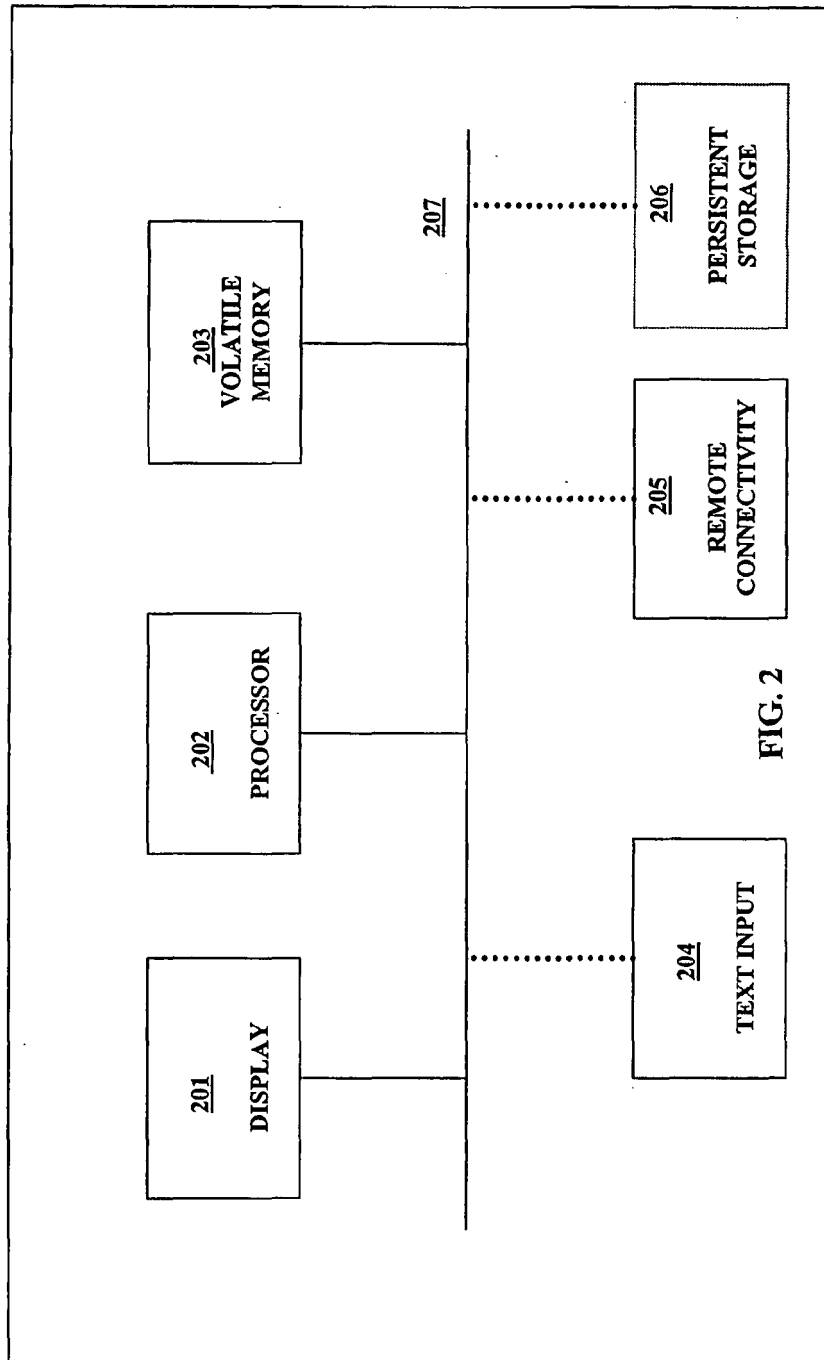 201
DISPLAY
202
PROCESSOR
203
VOLATILE
MEMORY
207
204
TEXT INPUT
205
REMOTE
CONNECTIVITY
206
PERSISTENT
STORAGE
FIG. 2